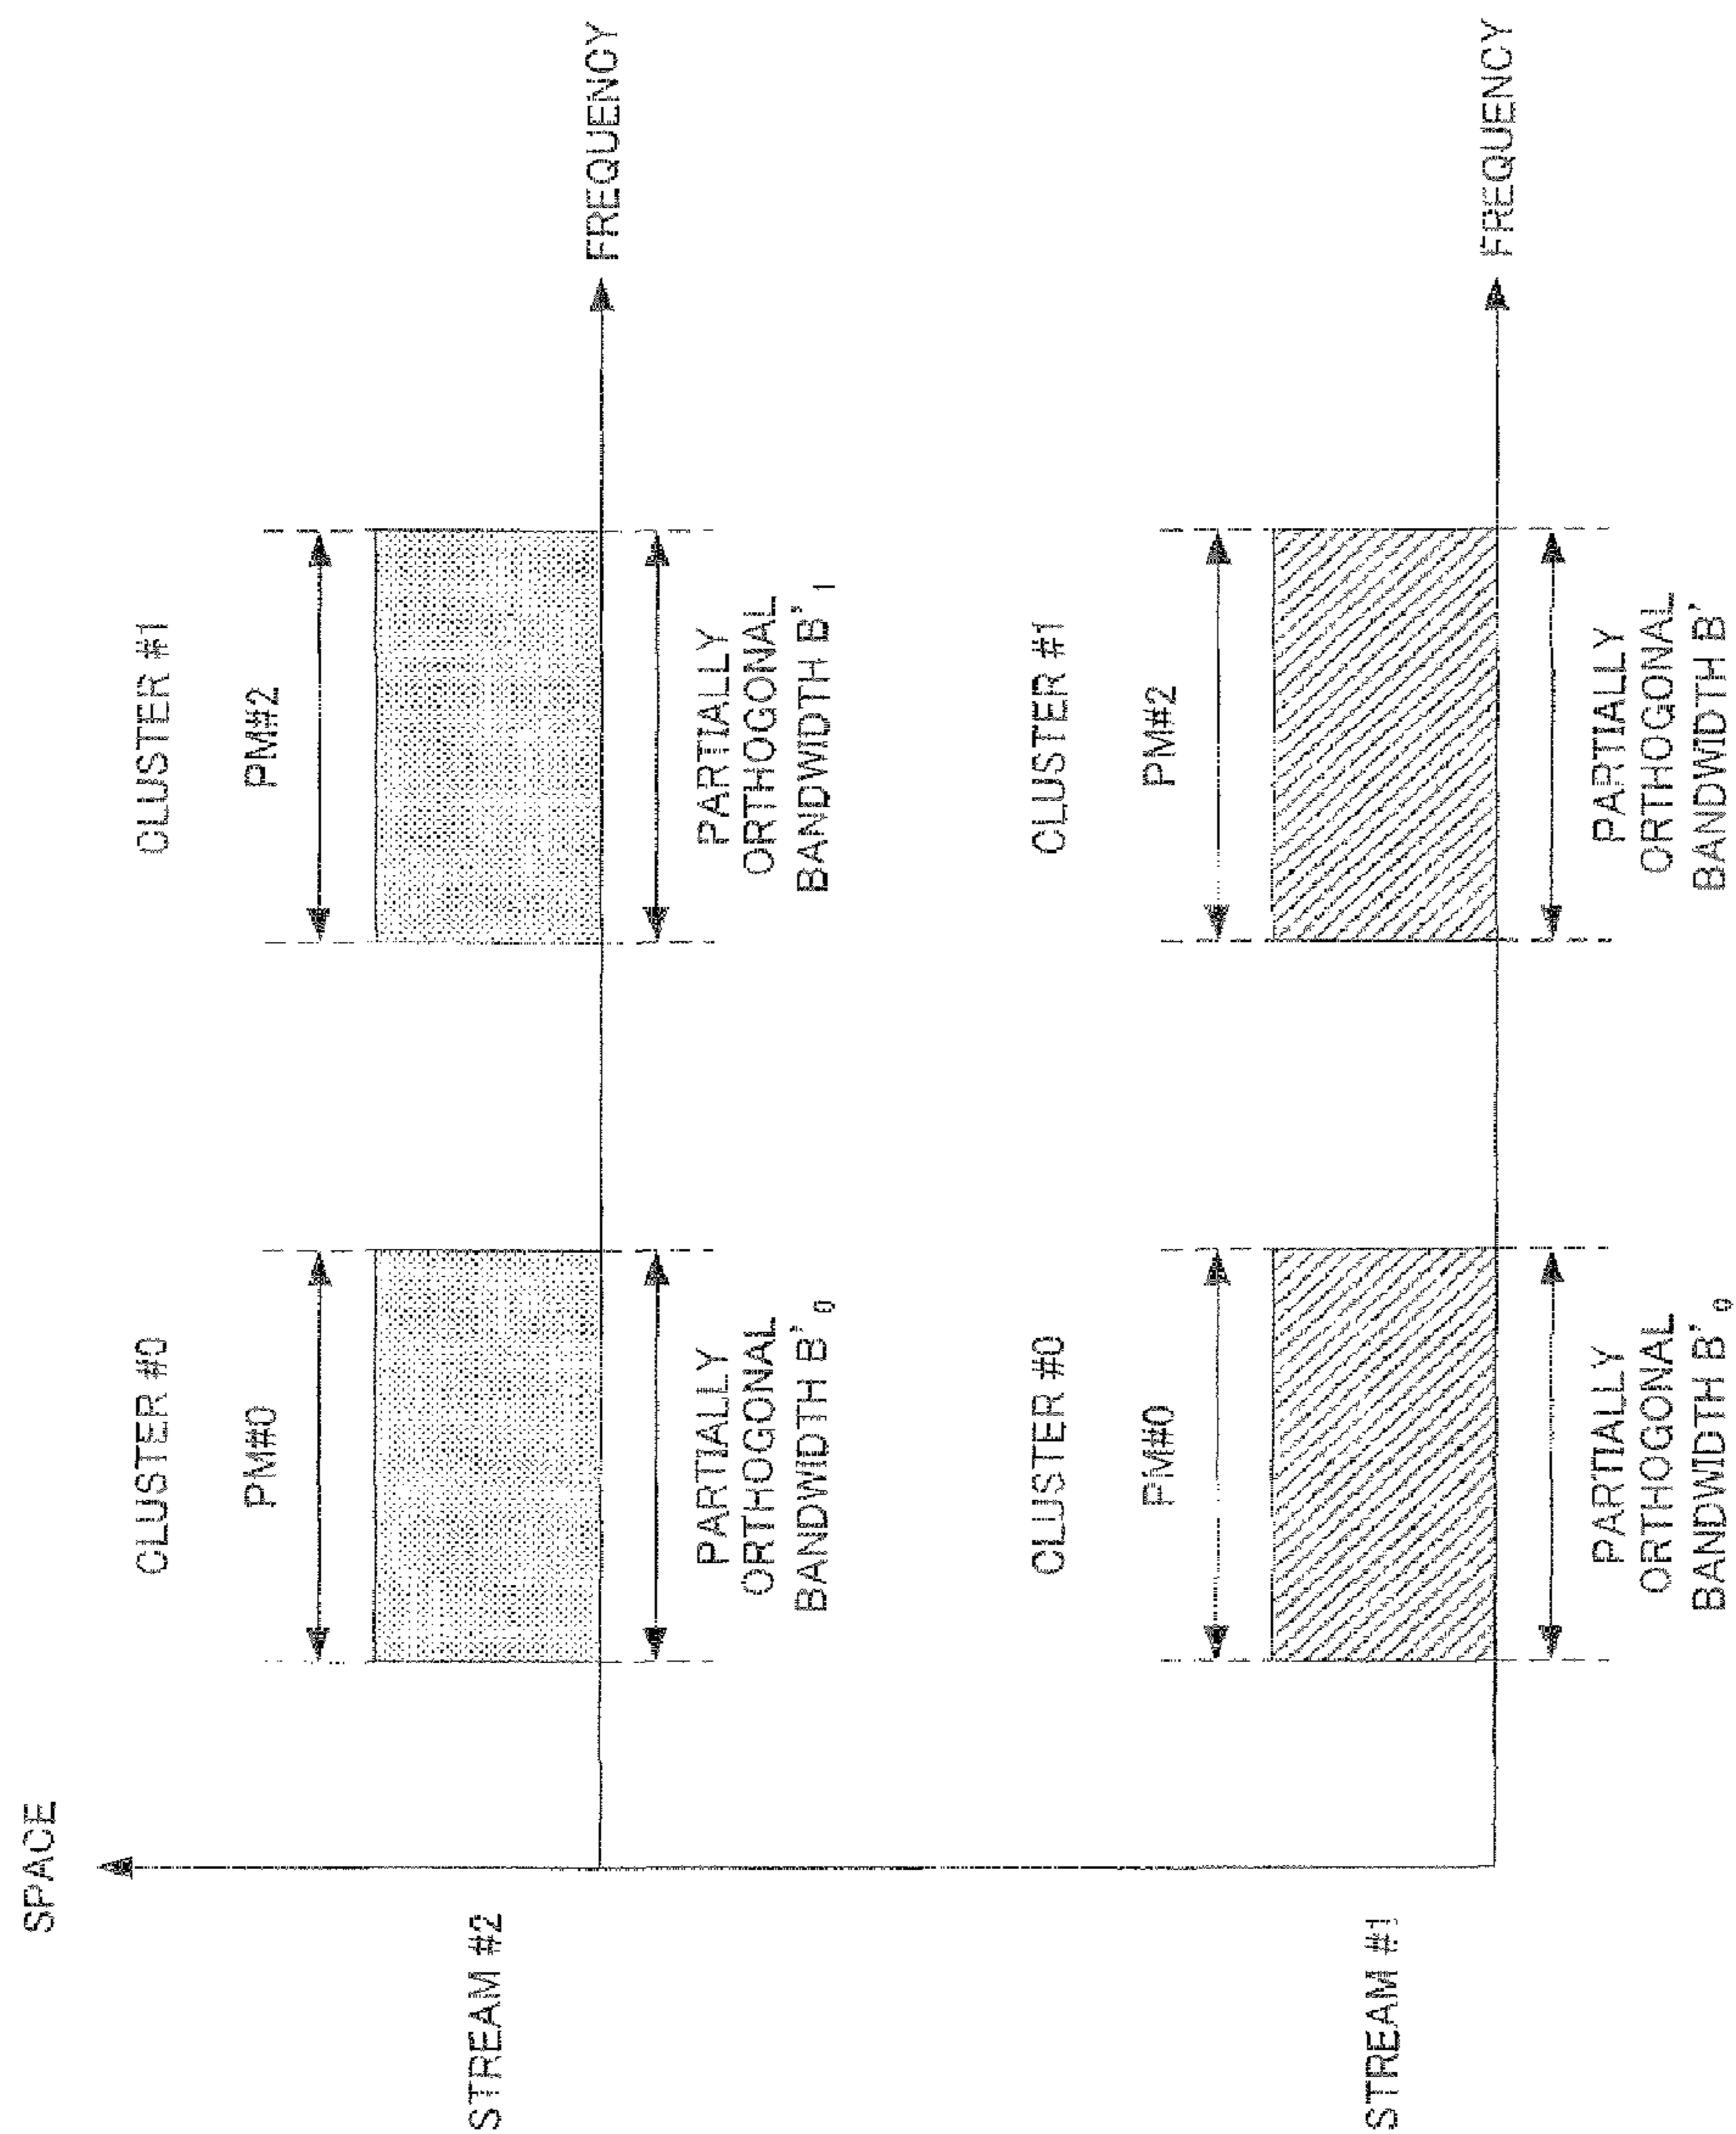 SPACE
STREAM #2
CLUSTER #0
CLUSTER #1
PM#0
PM#2
FREQUENCY
PARTIALLY
ORTHOGONAL
BANDWIDTH B'0
PARTIALLY
ORTHOGONAL
BANDWIDTH B'1
STREAM #1
CLUSTER #0
CLUSTER #1
PM#0
PM#2
FREQUENCY
PARTIALLY
ORTHOGONAL
BANDWIDTH B'0
PARTIALLY
ORTHOGONAL
BANDWIDTH B'